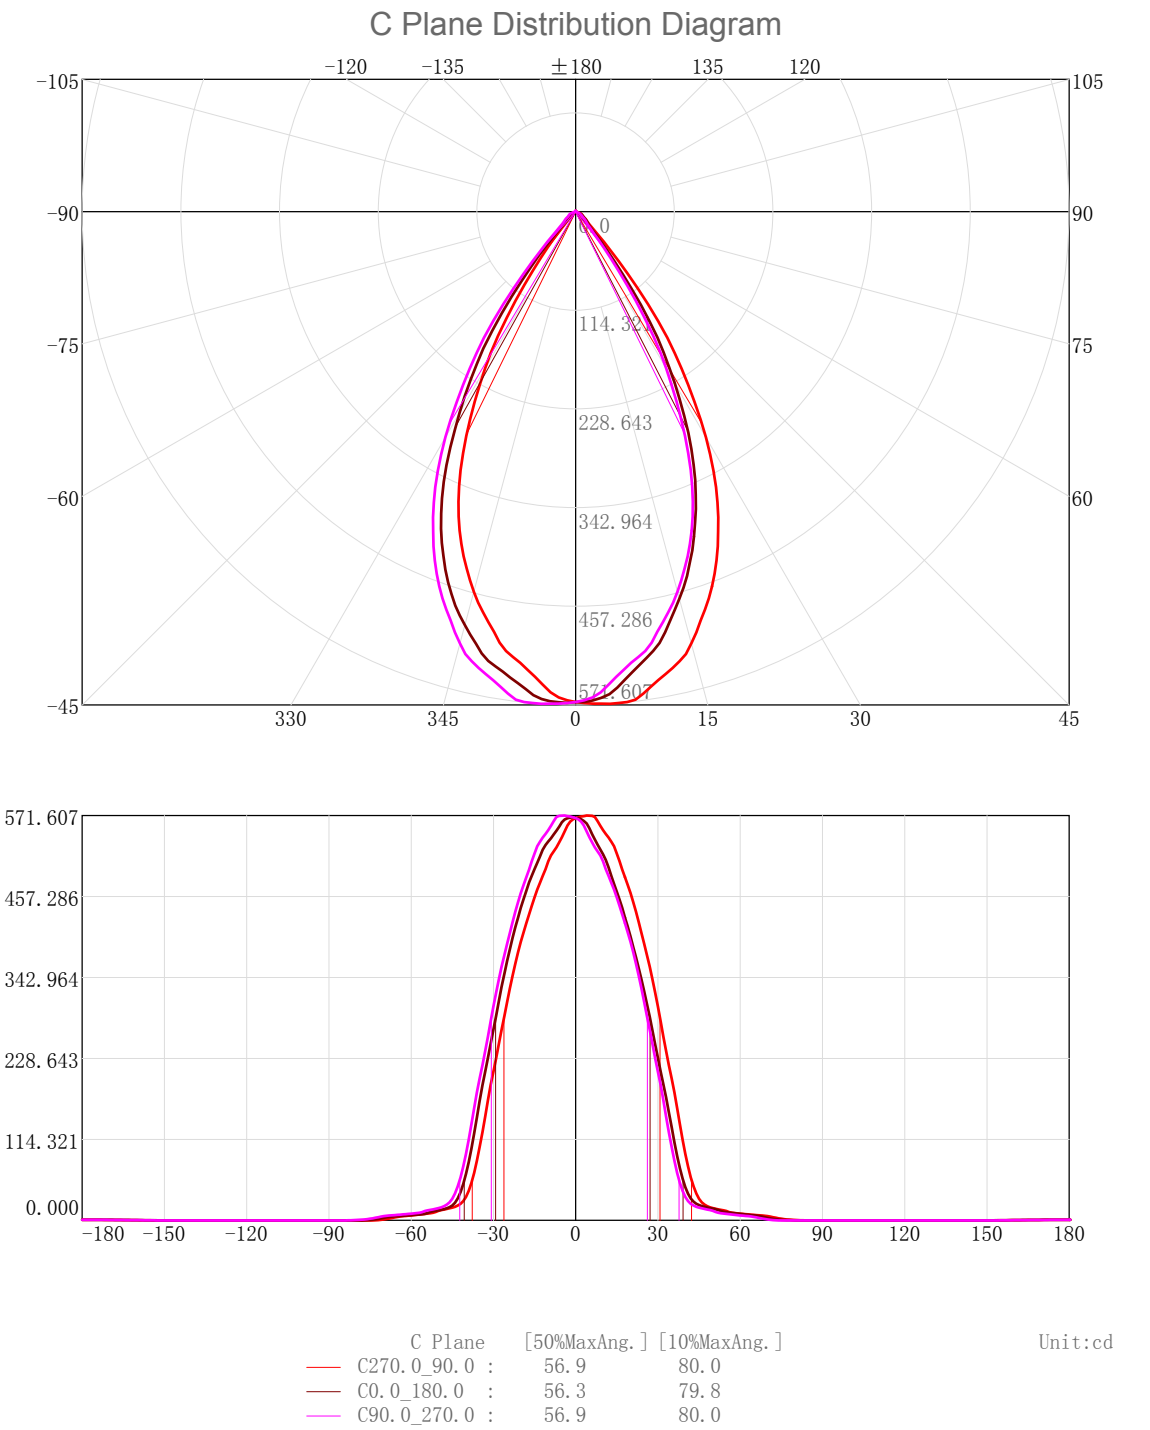 C Plane Distribution Diagram
-120 -135 ±180 135 120
-105 105
-90 90
0.0
114.321
-75 75
228.643
-60 60
342.964
457.286
571.607
-45
330 345 0 15 30 45
571.607
457.286
342.964
228.643
114.321
0.000
-180 -150 -120 -90 -60 -30 0 30 60 90 120 150 180
C Plane [50%MaxAng.] [10%MaxAng.] Unit:cd
C270.0_90.0 : 56.9 80.0
C0.0_180.0 : 56.3 79.8
C90.0_270.0 : 56.9 80.0